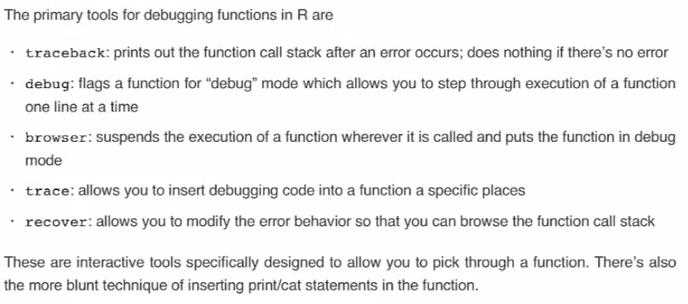 The primary tools for debugging functions in R are
· traceback: prints out the function call stack after an error occurs; does nothing if there's no error
· debug: flags a function for “debug” mode which allows you to step through execution of a function
one line at a time
· browser: suspends the execution of a function wherever it is called and puts the function in debug
mode
· trace: allows you to insert debugging code into a function a specific places
· recover: allows you to modify the error behavior so that you can browse the function call stack
These are interactive tools specifically designed to allow you to pick through a function. There's also
the more blunt technique of inserting print/cat statements in the function.